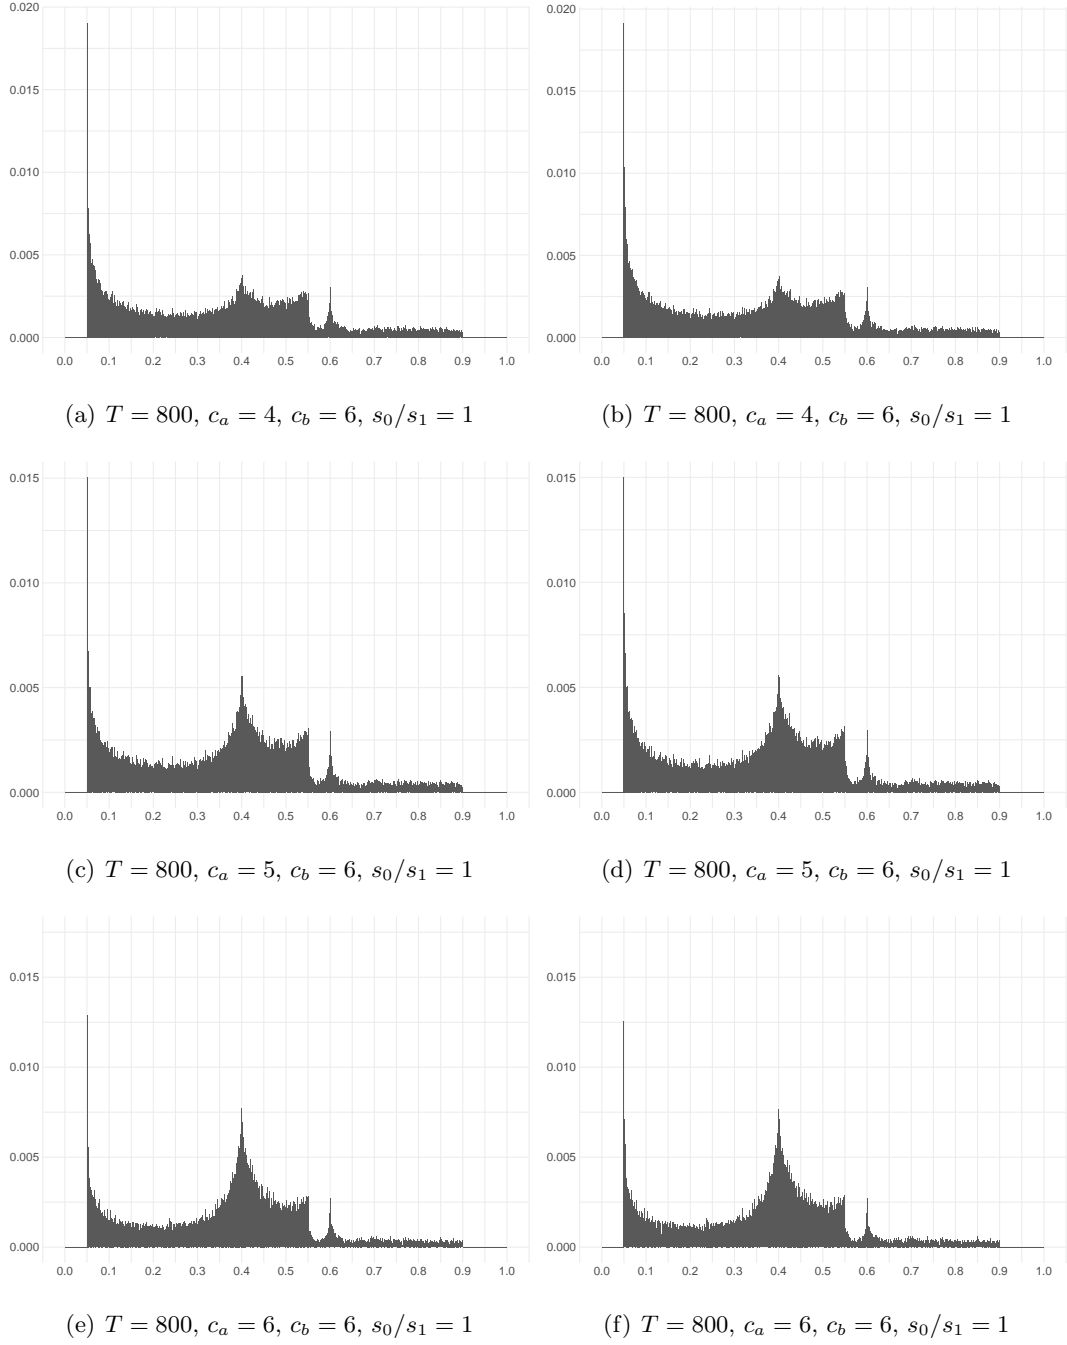 0.020
0.015
0.010
0.005
0.000
0.0 0.1 0.2 0.3 0.4 0.5 0.6 0.7 0.8 0.9 1.0
(a) T = 800, c_a = 4, c_b = 6, s_0/s_1 = 1
0.020
0.015
0.010
0.005
0.000
0.0 0.1 0.2 0.3 0.4 0.5 0.6 0.7 0.8 0.9 1.0
(b) T = 800, c_a = 4, c_b = 6, s_0/s_1 = 1
0.015
0.010
0.005
0.000
0.0 0.1 0.2 0.3 0.4 0.5 0.6 0.7 0.8 0.9 1.0
(c) T = 800, c_a = 5, c_b = 6, s_0/s_1 = 1
0.015
0.010
0.005
0.000
0.0 0.1 0.2 0.3 0.4 0.5 0.6 0.7 0.8 0.9 1.0
(d) T = 800, c_a = 5, c_b = 6, s_0/s_1 = 1
0.015
0.010
0.005
0.000
0.0 0.1 0.2 0.3 0.4 0.5 0.6 0.7 0.8 0.9 1.0
(e) T = 800, c_a = 6, c_b = 6, s_0/s_1 = 1
0.015
0.010
0.005
0.000
0.0 0.1 0.2 0.3 0.4 0.5 0.6 0.7 0.8 0.9 1.0
(f) T = 800, c_a = 6, c_b = 6, s_0/s_1 = 1